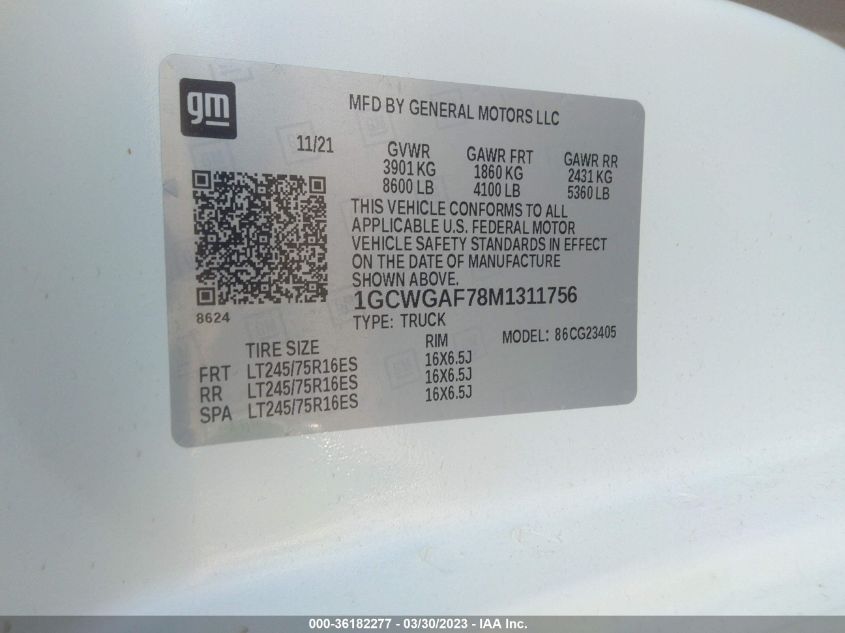 gm
MFD BY GENERAL MOTORS LLC
11/21
GVWR GAWR FRT GAWR RR
3901 KG 1860 KG 2431 KG
8600 LB 4100 LB 5360 LB
THIS VEHICLE CONFORMS TO ALL
APPLICABLE U.S. FEDERAL MOTOR
VEHICLE SAFETY STANDARDS IN EFFECT
ON THE DATE OF MANUFACTURE
SHOWN ABOVE.
8624
1GCWGAF78M1311756
TYPE: TRUCK
MODEL: 86CG23405
TIRE SIZE RIM
FRT LT245/75R16ES 16X6.5J
RR LT245/75R16ES 16X6.5J
SPA LT245/75R16ES 16X6.5J
000-36182277 - 03/30/2023 - IAA Inc.